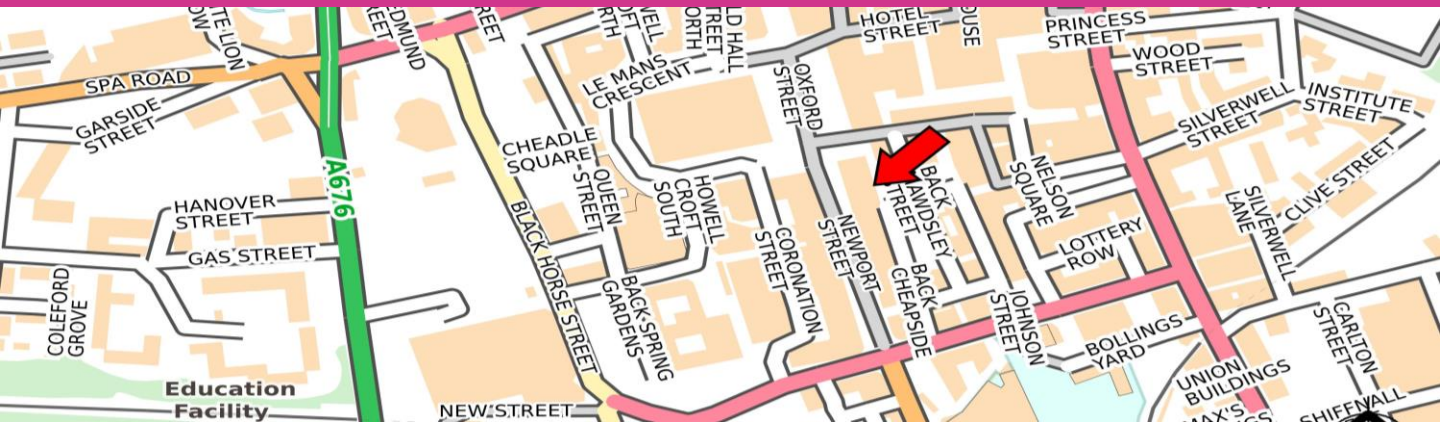 HOTEL
STREET
PRINCESS
STREET
WOOD
STREET
SPA ROAD
GARSIDE
STREET
LE MANS
CRESCENT
OXFORD
STREET
SILVERWELL
STREET
INSTITUTE
STREET
CHEADLE
SQUARE
QUEEN
STREET
HOWELL
CROFT
SOUTH
A676
HANOVER
STREET
GAS STREET
BLACK HORSE STREET
CORONATION
STREET
NEWPORT
STREET
BACK
MAWDSLEY
STREET
NELSON
SQUARE
LOTTERY
ROW
SILVERWELL
LANE
CLIVE STREET
COLEFORD
GROVE
BACK SPRING
GARDENS
BACK
CHEAPSIDE
JOHNSON
STREET
BOLLINGS
YARD
CARLTON
STREET
UNION
BUILDINGS
Education
Facility
NEW STREET